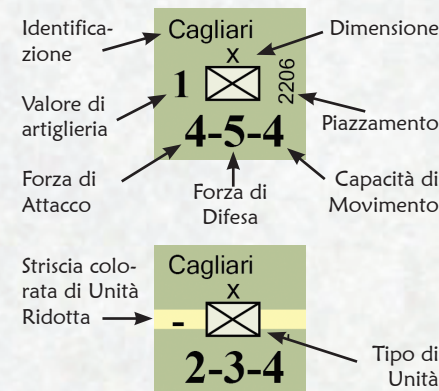 Identifica-
zione
Cagliari
Dimensione
x
1
2206
Valore di
artiglieria
Piazzamento
4-5-4
Forza di
Attacco
Forza di
Difesa
Capacità di
Movimento
Striscia colo-
rata di Unità
Ridotta
Cagliari
x
-
2-3-4
Tipo di
Unità